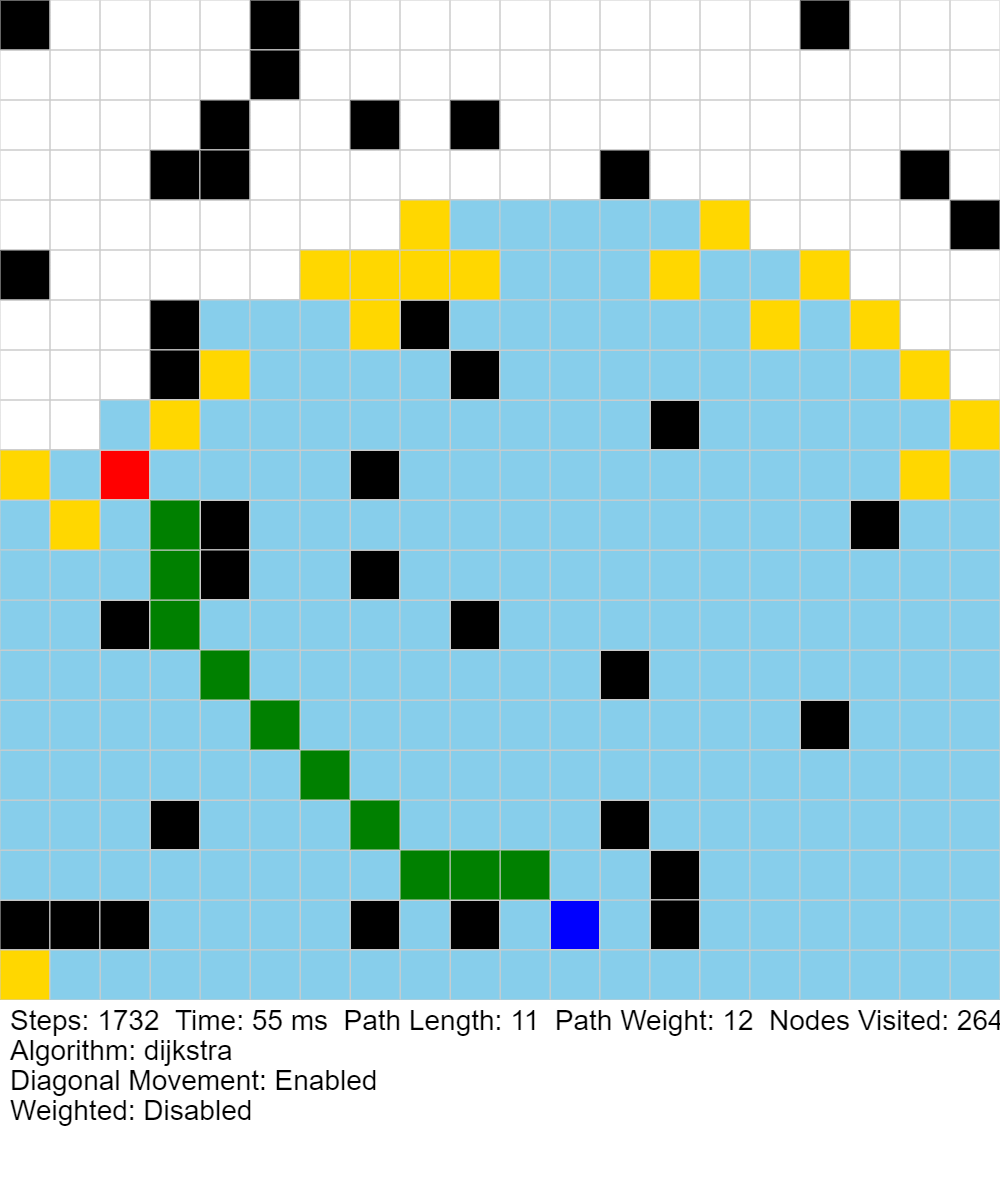 Steps: 1732 Time: 55 ms Path Length: 11 Path Weight: 12 Nodes Visited: 264
Algorithm: dijkstra
Diagonal Movement: Enabled
Weighted: Disabled